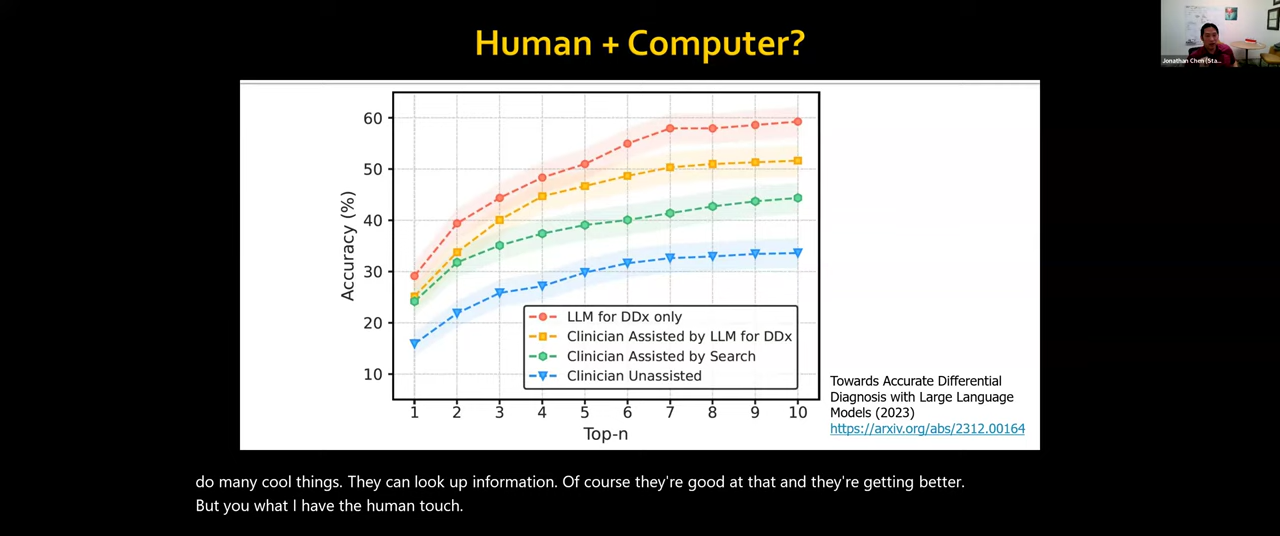 Human + Computer?
Jonathan Chen (Sta...
Accuracy (%)
60
50
40
30
20
10
LLM for DDx only
Clinician Assisted by LLM for DDx
Clinician Assisted by Search
Clinician Unassisted
1 2 3 4 5 6 7 8 9 10
Top-n
Towards Accurate Differential
Diagnosis with Large Language
Models (2023)
https://arxiv.org/abs/2312.00164
do many cool things. They can look up information. Of course they're good at that and they're getting better.
But you what I have the human touch.